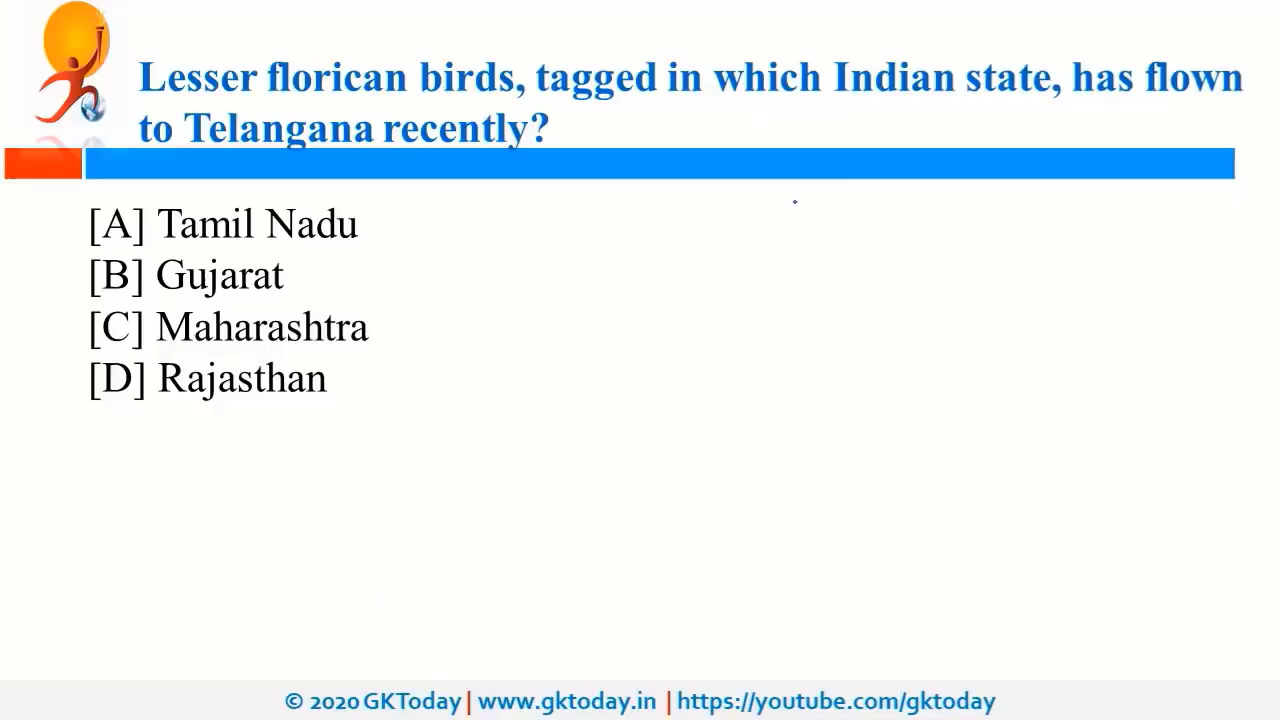 Lesser florican birds, tagged in which Indian state, has flown
to Telangana recently?
[A] Tamil Nadu
[B] Gujarat
[C] Maharashtra
[D] Rajasthan
© 2020 GKToday | www.gktoday.in | https://youtube.com/gktoday